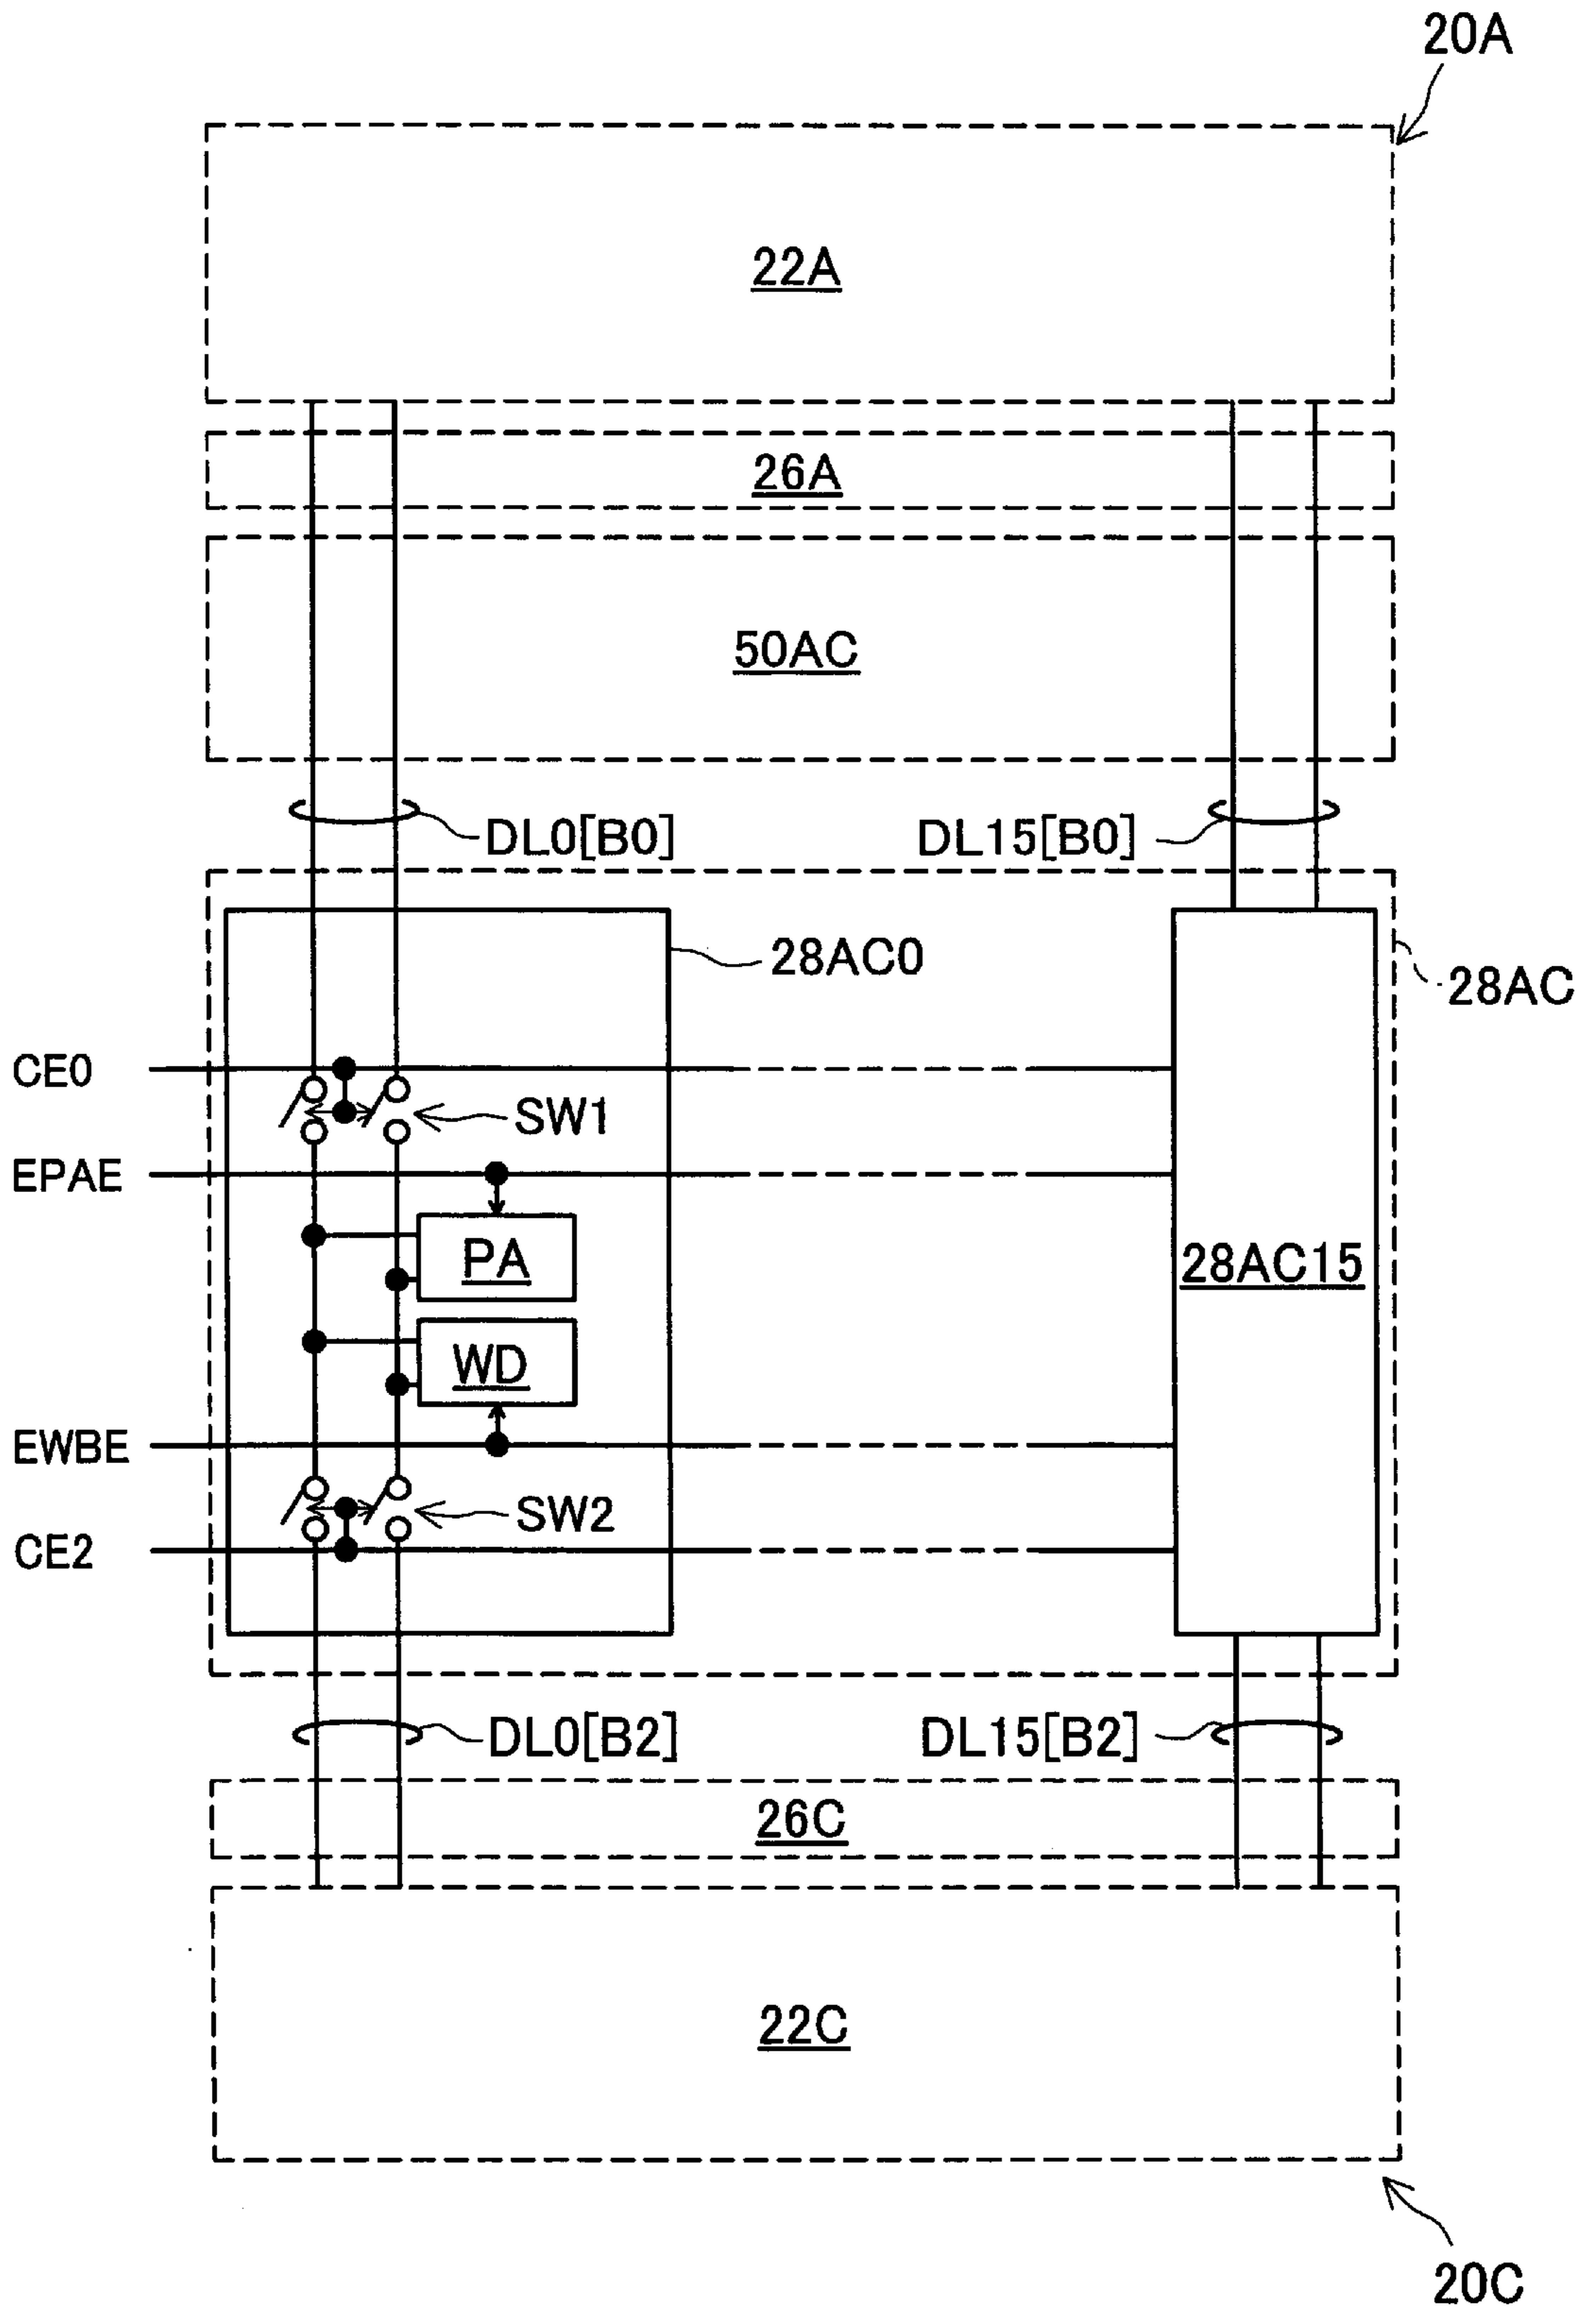 20A
22A
26A
50AC
DL0[B0]
DL15[B0]
28AC0
28AC
CE0
SW1
EPAE
PA
28AC15
WD
EWBE
SW2
CE2
DL0[B2]
DL15[B2]
26C
22C
20C